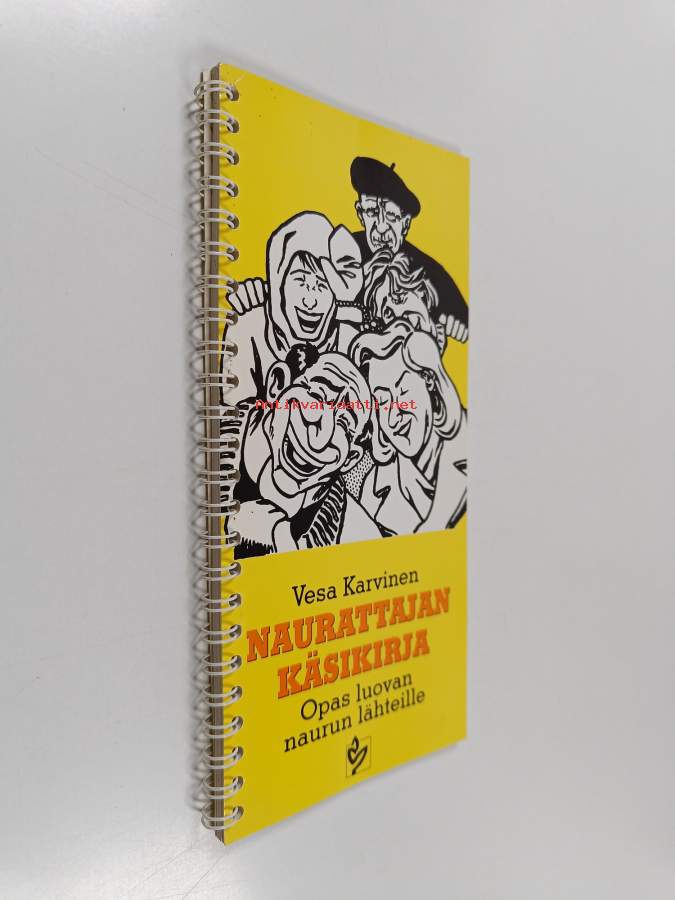 Antikvariaatti.net
Vesa Karvinen
NAURATTAJAN
KÄSIKIRJA
Opas luovan
naurun lähteille